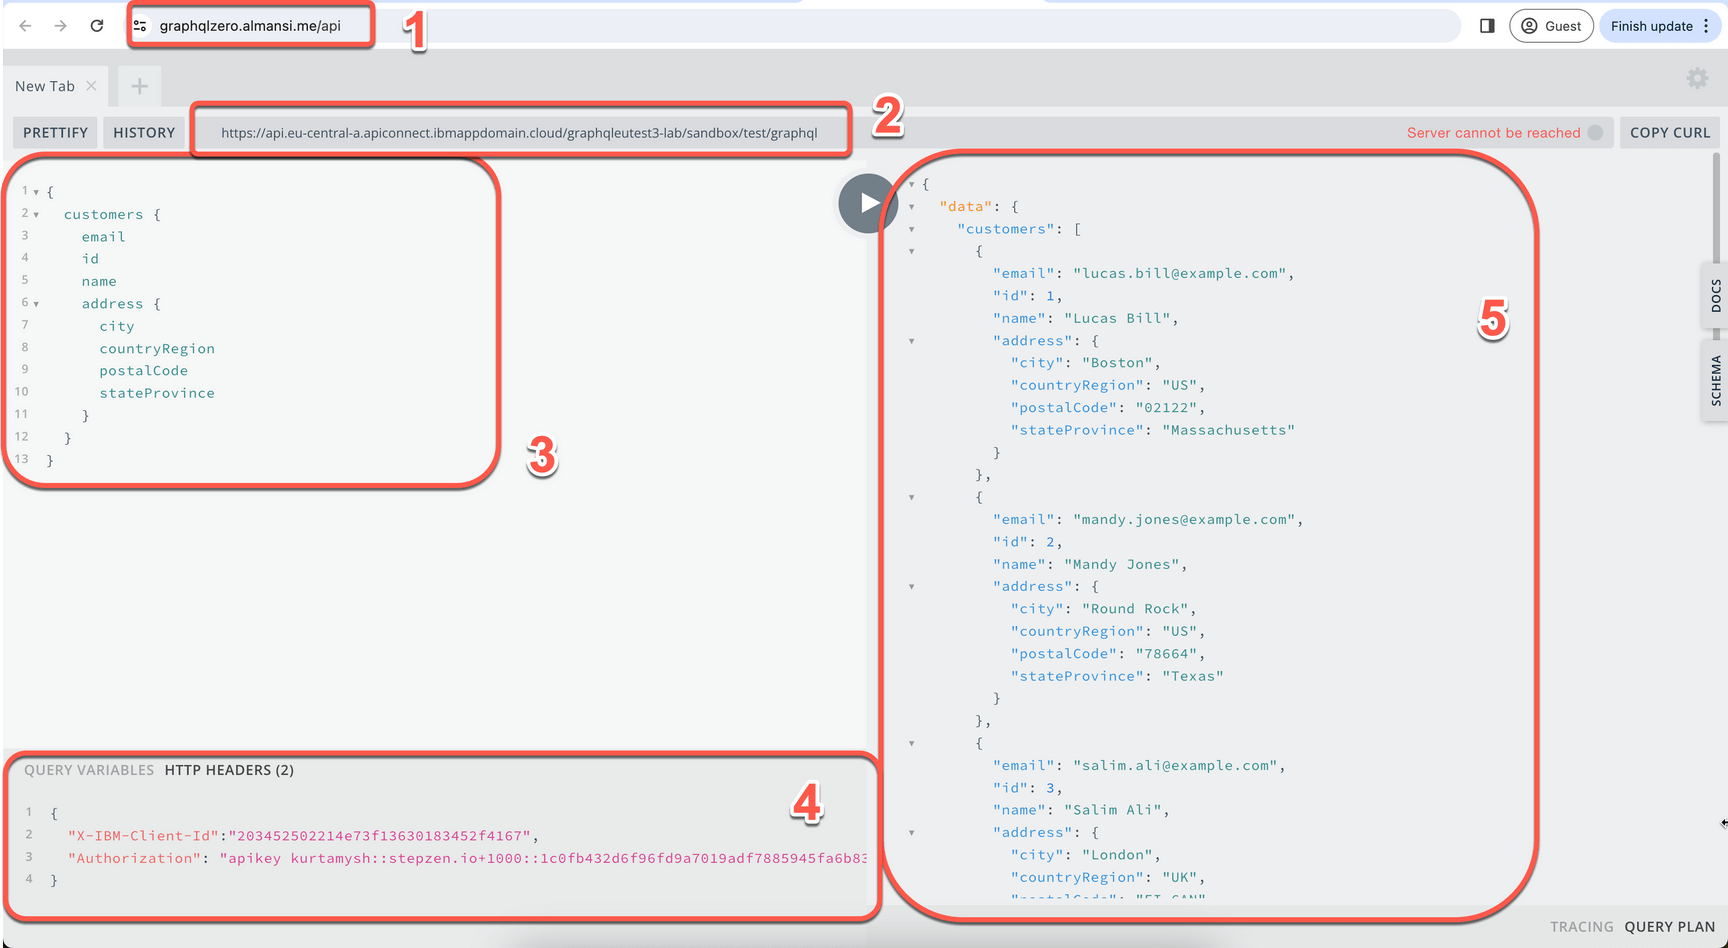 graphqlzero.almansi.me/api
1
Guest
Finish update
New Tab
PRETTIFY
HISTORY
https://api.eu-central-a.apiconnect.ibmappdomain.cloud/graphqleutest3-lab/sandbox/test/graphql
2
Server cannot be reached
COPY CURL
1 {
2 customers {
3 email
4 id
5 name
6 address {
7 city
8 countryRegion
9 postalCode
10 stateProvince
11 }
12 }
13 }
3
QUERY VARIABLES HTTP HEADERS (2)
4
1 {
2 "X-IBM-Client-Id":"203452502214e73f13630183452f4167",
3 "Authorization": "apikey kurtamysh::stepzen.io+1000::1c0fb432d6f96fd9a7019adf7885945fa6b83
4 }
{
"data": {
"customers": [
{
"email": "lucas.bill@example.com",
"id": 1,
"name": "Lucas Bill",
"address": {
"city": "Boston",
"countryRegion": "US",
"postalCode": "02122",
"stateProvince": "Massachusetts"
}
},
{
"email": "mandy.jones@example.com",
"id": 2,
"name": "Mandy Jones",
"address": {
"city": "Round Rock",
"countryRegion": "US",
"postalCode": "78664",
"stateProvince": "Texas"
}
},
{
"email": "salim.ali@example.com",
"id": 3,
"name": "Salim Ali",
"address": {
"city": "London",
"countryRegion": "UK",
5
DOCS
SCHEMA
TRACING QUERY PLAN